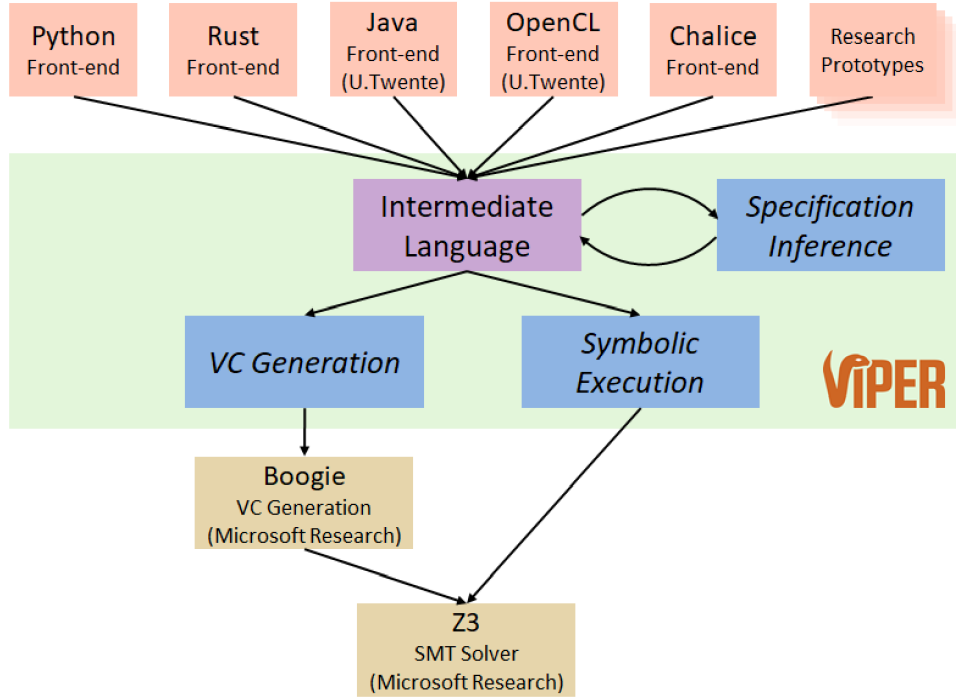 Python
Front-end
Rust
Front-end
Java
Front-end
(U.Twente)
OpenCL
Front-end
(U.Twente)
Chalice
Front-end
Research
Prototypes
Intermediate
Language
Specification
Inference
VC Generation
Symbolic
Execution
VIPER
Boogie
VC Generation
(Microsoft Research)
Z3
SMT Solver
(Microsoft Research)